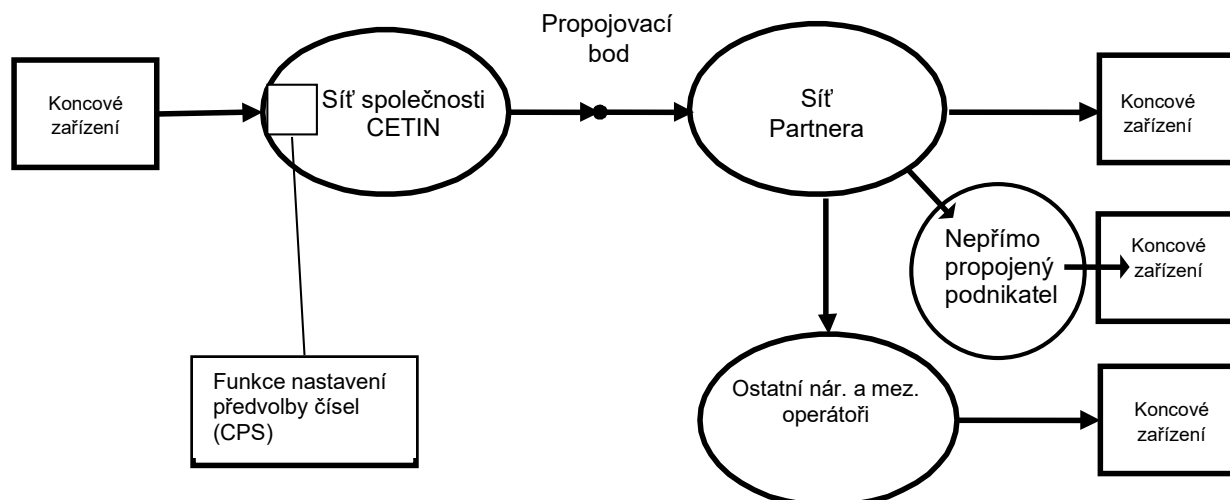 Propojovací
bod
Koncové
zařízení
Síť společnosti
CETIN
Síť
Partnera
Koncové
zařízení
Nepřímo
propojený
podnikatel
Koncové
zařízení
Funkce nastavení
předvolby čísel
(CPS)
Ostatní nár. a mez.
operátoři
Koncové
zařízení